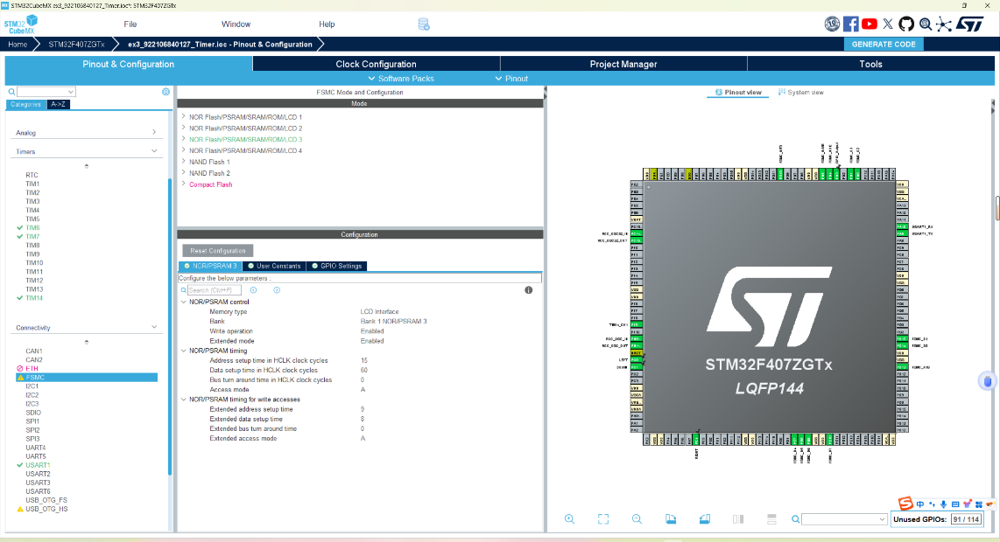 STM32CubeMX ex3_922106840127_Timer.ioc*: STM32F407ZGTx
STM32
CubeMX
File
Window
Help
Home
STM32F407ZGTx
ex3_922106840127_Timer.ioc - Pinout & Configuration
GENERATE CODE
Pinout & Configuration
Clock Configuration
Project Manager
Tools
Software Packs
Pinout
Categories
A->Z
Analog
Timers
RTC
TIM1
TIM2
TIM3
TIM4
TIM5
TIM6
TIM7
TIM8
TIM9
TIM10
TIM11
TIM12
TIM13
TIM14
Connectivity
CAN1
CAN2
ETH
FSMC
I2C1
I2C2
I2C3
SDIO
SPI1
SPI2
SPI3
UART4
UART5
USART1
USART2
USART3
USART6
USB_OTG_FS
USB_OTG_HS
FSMC Mode and Configuration
Mode
NOR Flash/PSRAM/SRAM/ROM/LCD 1
NOR Flash/PSRAM/SRAM/ROM/LCD 2
NOR Flash/PSRAM/SRAM/ROM/LCD 3
NOR Flash/PSRAM/SRAM/ROM/LCD 4
NAND Flash 1
NAND Flash 2
Compact Flash
Configuration
Reset Configuration
NOR/PSRAM 3
User Constants
GPIO Settings
Configure the below parameters :
Search (Ctrl+F)
NOR/PSRAM control
Memory type LCD Interface
Bank Bank 1 NOR/PSRAM 3
Write operation Enabled
Extended mode Enabled
NOR/PSRAM timing
Address setup time in HCLK clock cycles 15
Data setup time in HCLK clock cycles 60
Bus turn around time in HCLK clock cycles 0
Access mode A
NOR/PSRAM timing for write accesses
Extended address setup time 9
Extended data setup time 8
Extended bus turn around time 0
Extended access mode A
Pinout view
System view
USART1_RX
USART1_TX
RCC_OSC32_IN
RCC_OSC32_OUT
RCC_OSC_IN
RCC_OSC_OUT
LEFT
DOWN
RIGHT
STM32F407ZGTx
LQFP144
中
Unused GPIOs: 91 / 114